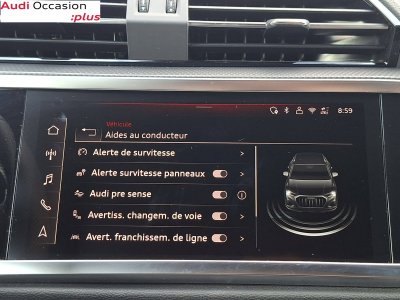 Audi Occasion
:plus
8:59
Véhicule
Aides au conducteur
Alerte de survitesse
Alerte survitesse panneaux
Audi pre sense
Avertiss. changem. de voie
Avert. franchissem. de ligne